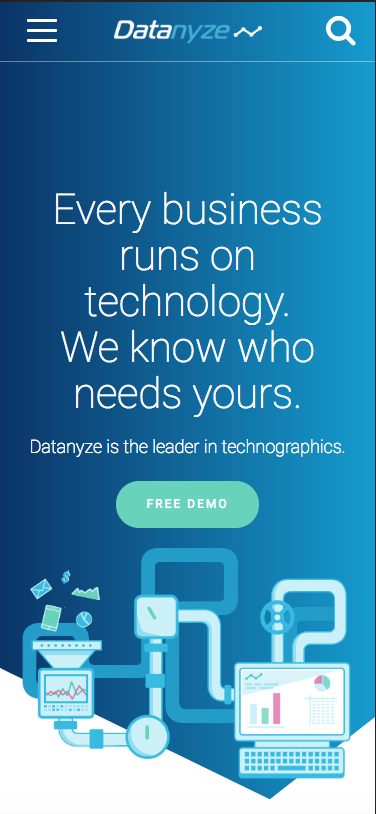 Datanyze
Every business
runs on
technology.
We know who
needs yours.
Datanyze is the leader in technographics.
FREE DEMO